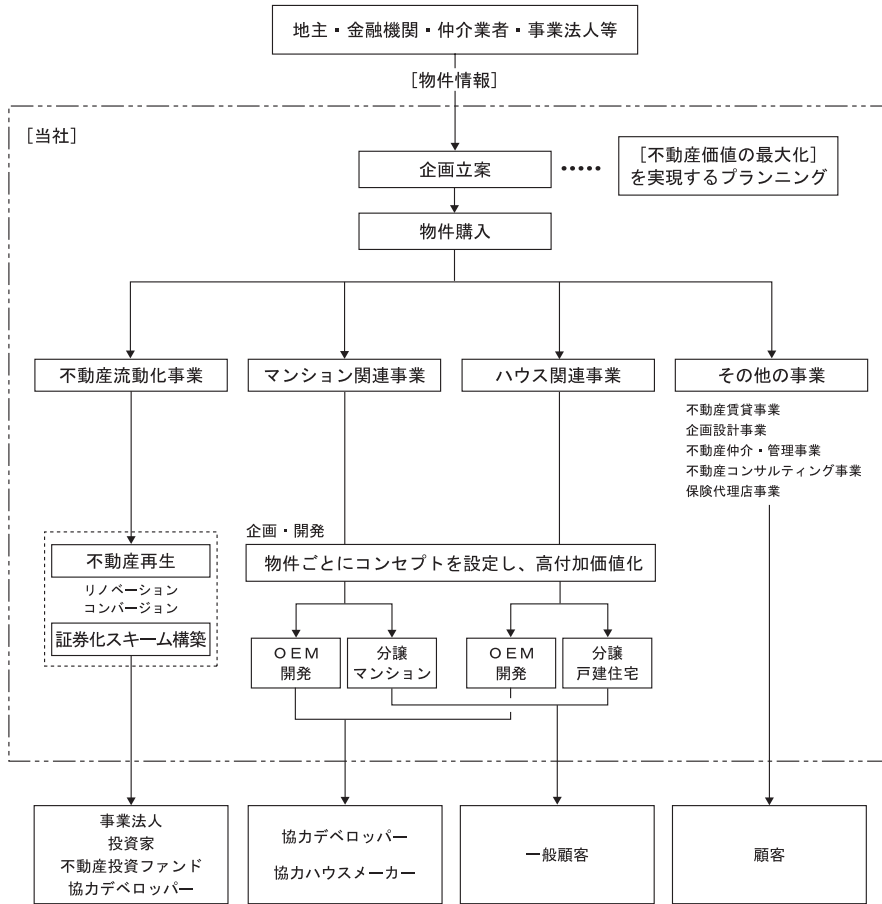 地主・金融機関・仲介業者・事業法人等
［物件情報］
［当社］
企画立案
［不動産価値の最大化］
を実現するプランニング
物件購入
不動産流動化事業
マンション関連事業
ハウス関連事業
その他の事業
不動産賃貸事業
企画設計事業
不動産仲介・管理事業
不動産コンサルティング事業
保険代理店事業
企画・開発
物件ごとにコンセプトを設定し、高付加価値化
不動産再生
リノベーション
コンバージョン
証券化スキーム構築
ＯＥＭ
開発
分譲
マンション
ＯＥＭ
開発
分譲
戸建住宅
事業法人
投資家
不動産投資ファンド
協力デベロッパー
協力デベロッパー
協力ハウスメーカー
一般顧客
顧客